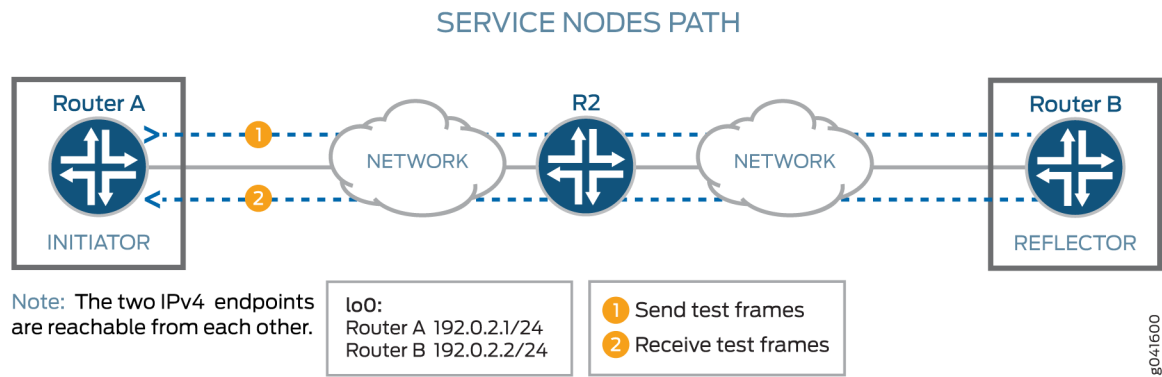 SERVICE NODES PATH
Router A
R2
Router B
1
NETWORK
NETWORK
2
INITIATOR
REFLECTOR
Note: The two IPv4 endpoints
are reachable from each other.
lo0:
Router A 192.0.2.1/24
Router B 192.0.2.2/24
1 Send test frames
2 Receive test frames
g041600